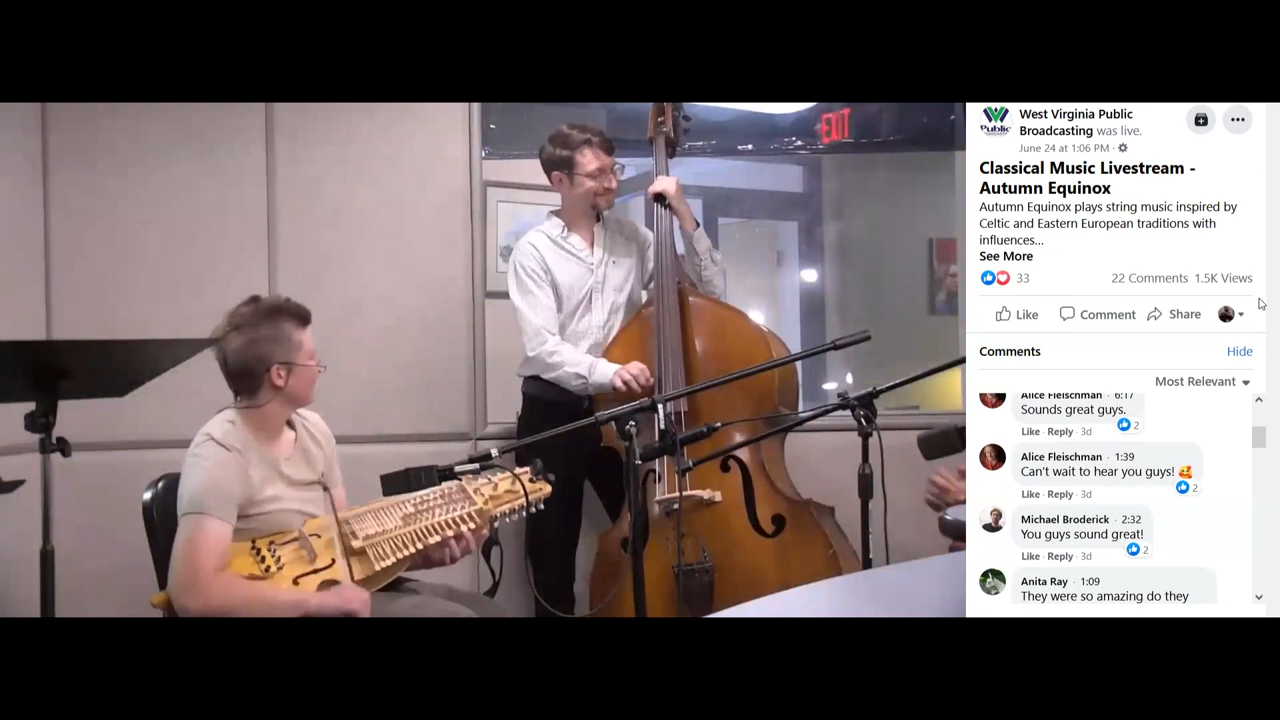 EXIT
Public
West Virginia Public
Broadcasting was live.
June 24 at 1:06 PM ·
Classical Music Livestream -
Autumn Equinox
Autumn Equinox plays string music inspired by
Celtic and Eastern European traditions with
influences...
See More
33 22 Comments 1.5K Views
Like Comment Share
Comments Hide
Most Relevant
Alice Fleischman · 6:17
Sounds great guys.
2
Like · Reply · 3d
Alice Fleischman · 1:39
Can't wait to hear you guys! 🥰
2
Like · Reply · 3d
Michael Broderick · 2:32
You guys sound great!
2
Like · Reply · 3d
Anita Ray · 1:09
They were so amazing do they